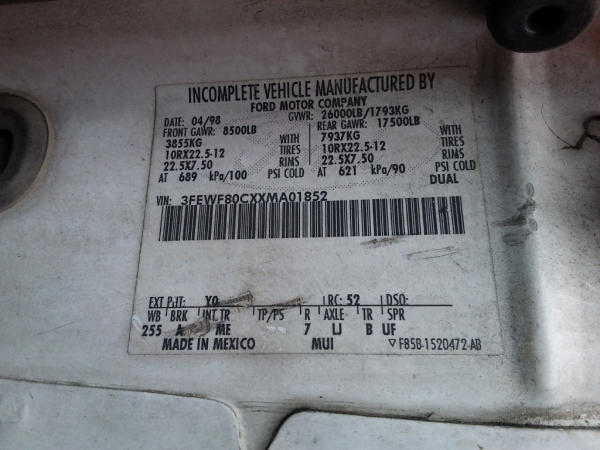 INCOMPLETE VEHICLE MANUFACTURED BY
FORD MOTOR COMPANY
DATE: 04/98 GVWR: 26000LB/1793KG
FRONT GAWR: 8500LB REAR GAWR: 17500LB
3855KG WITH 7937KG WITH
10RX22.5-12 TIRES 10RX22.5-12 TIRES
22.5X7.50 RIMS 22.5X7.50 RIMS
AT 689 kPa/100 PSI COLD AT 621 kPa/90 PSI COLD
DUAL
VIN: 3FEWF80CXXMA01852
EXT PNT: YO RC: 52 DSO:
WB BRK INT TR TP/PS R AXLE TR SPR
255 A ME 7 LJ B UF
MADE IN MEXICO MUI ▽ F85B-1520472-AB